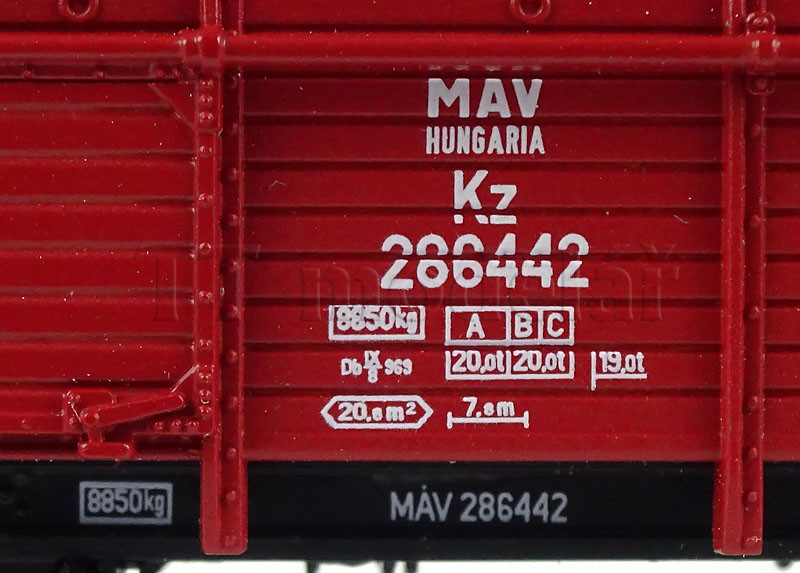 MAV
HUNGARIA
Kz
286442
8850kg A B C
Db IX 8 969 20,0t 20,0t 19,0t
20,8m² 7,8m
8850kg MÁV 286442